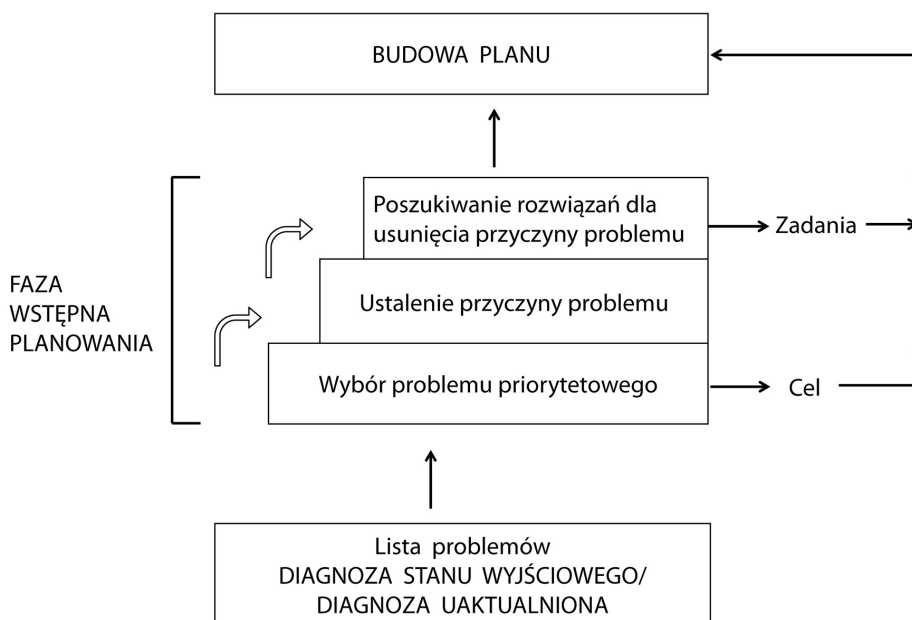 BUDOWA PLANU
Poszukiwanie rozwiązań dla
usunięcia przyczyny problemu
Zadania
FAZA
WSTĘPNA
PLANOWANIA
Ustalenie przyczyny problemu
Wybór problemu priorytetowego
Cel
Lista problemów
DIAGNOZA STANU WYJŚCIOWEGO/
DIAGNOZA UAKTUALNIONA